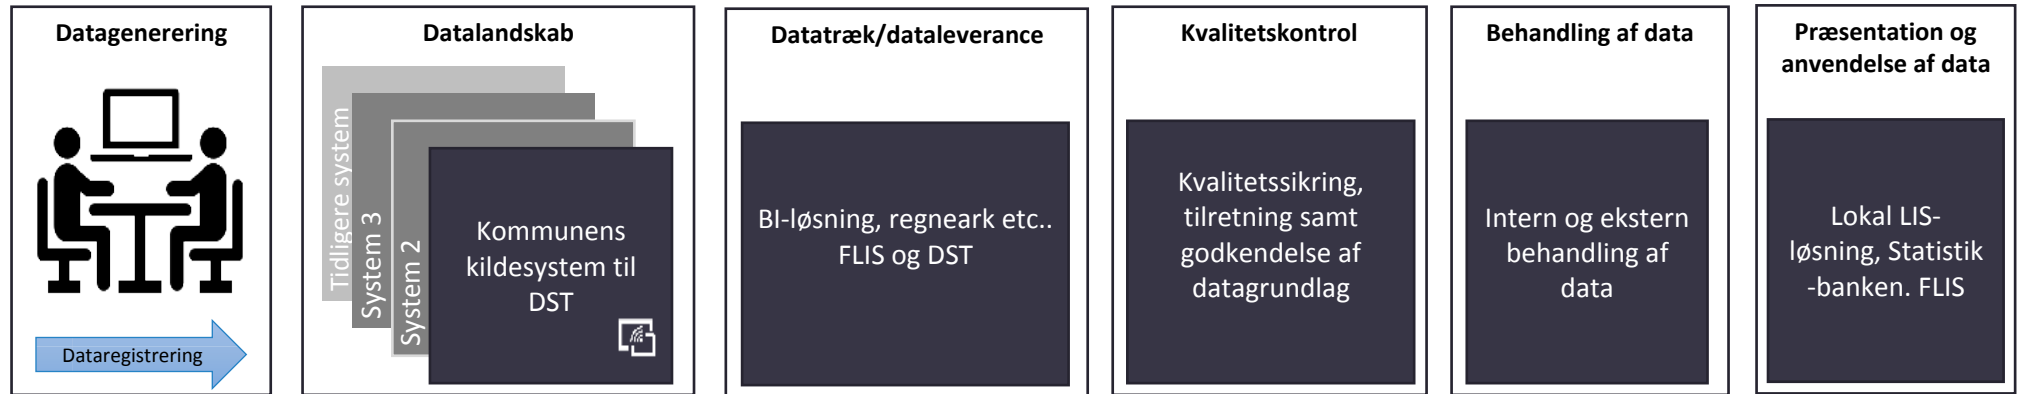 Datagenerering
Dataregistrering
Datalandskab
Tidligere system
System 3
System 2
Kommunens
kildesystem til
DST
Datatræk/dataleverance
BI-løsning, regneark etc..
FLIS og DST
Kvalitetskontrol
Kvalitetssikring,
tilretning samt
godkendelse af
datagrundlag
Behandling af data
Intern og ekstern
behandling af
data
Præsentation og
anvendelse af data
Lokal LIS-
løsning, Statistik
-banken. FLIS